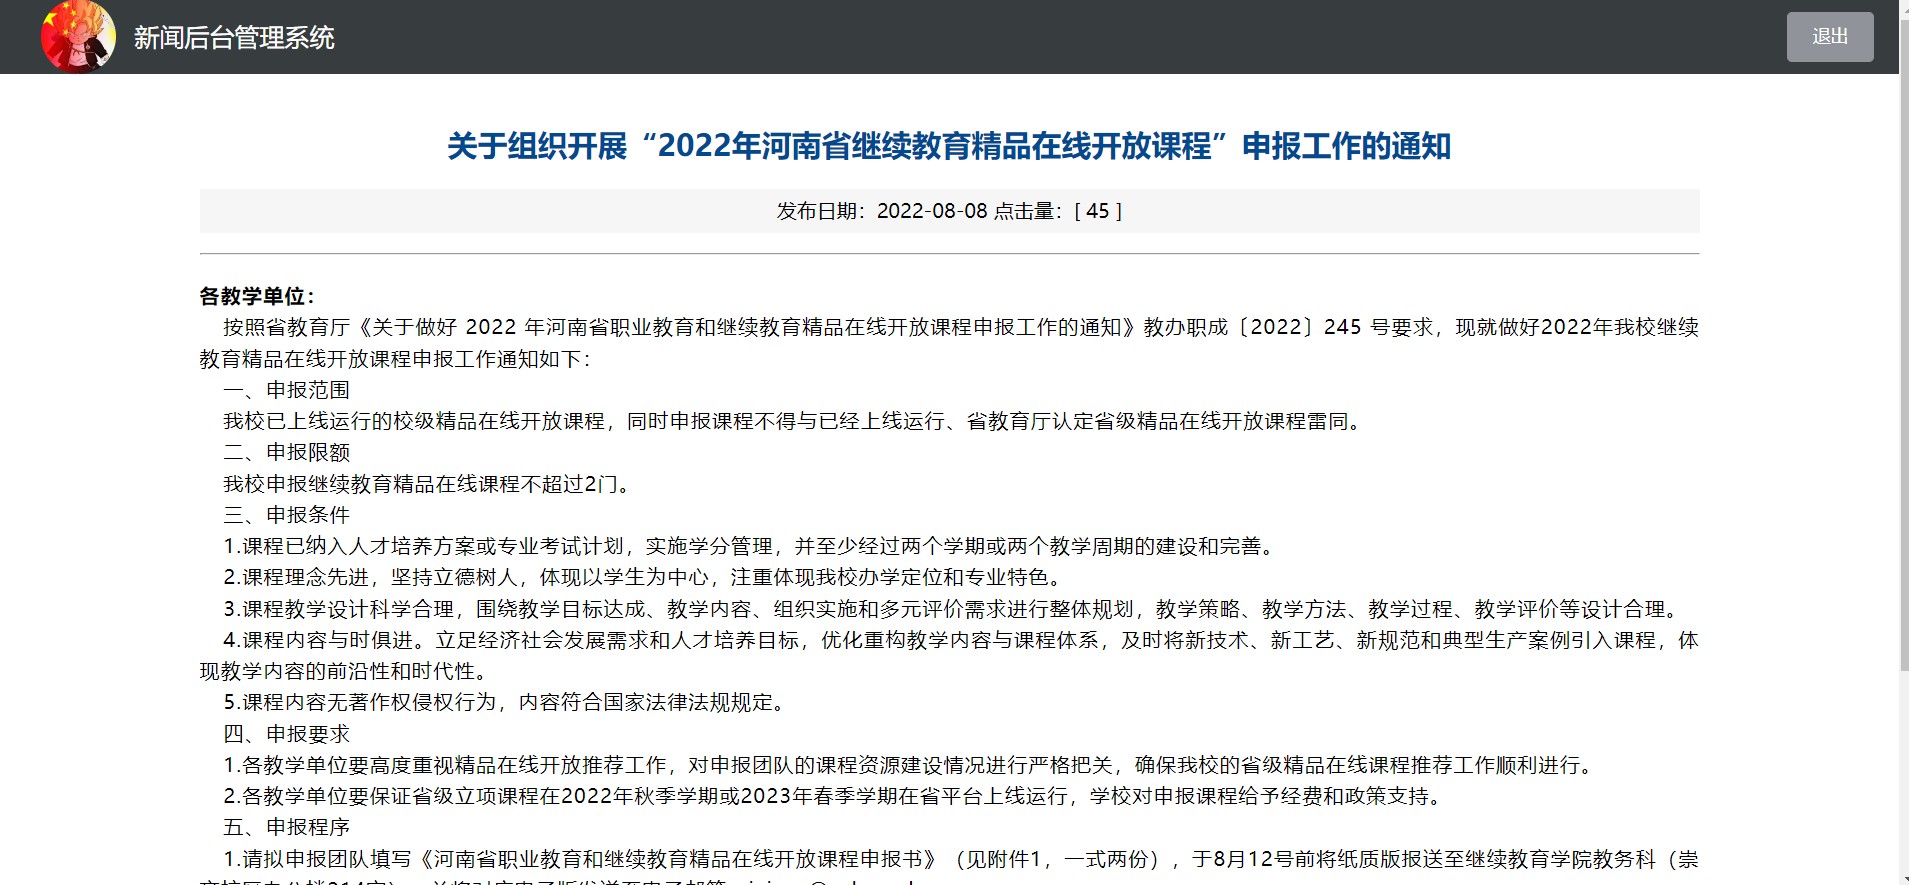 新闻后台管理系统
退出
关于组织开展“2022年河南省继续教育精品在线开放课程”申报工作的通知
发布日期：2022-08-08 点击量：[ 45 ]
各教学单位：
按照省教育厅《关于做好 2022 年河南省职业教育和继续教育精品在线开放课程申报工作的通知》教办职成〔2022〕245 号要求，现就做好2022年我校继续
教育精品在线开放课程申报工作通知如下：
一、申报范围
我校已上线运行的校级精品在线开放课程，同时申报课程不得与已经上线运行、省教育厅认定省级精品在线开放课程雷同。
二、申报限额
我校申报继续教育精品在线课程不超过2门。
三、申报条件
1.课程已纳入人才培养方案或专业考试计划，实施学分管理，并至少经过两个学期或两个教学周期的建设和完善。
2.课程理念先进，坚持立德树人，体现以学生为中心，注重体现我校办学定位和专业特色。
3.课程教学设计科学合理，围绕教学目标达成、教学内容、组织实施和多元评价需求进行整体规划，教学策略、教学方法、教学过程、教学评价等设计合理。
4.课程内容与时俱进。立足经济社会发展需求和人才培养目标，优化重构教学内容与课程体系，及时将新技术、新工艺、新规范和典型生产案例引入课程，体
现教学内容的前沿性和时代性。
5.课程内容无著作权侵权行为，内容符合国家法律法规规定。
四、申报要求
1.各教学单位要高度重视精品在线开放推荐工作，对申报团队的课程资源建设情况进行严格把关，确保我校的省级精品在线课程推荐工作顺利进行。
2.各教学单位要保证省级立项课程在2022年秋季学期或2023年春季学期在省平台上线运行，学校对申报课程给予经费和政策支持。
五、申报程序
1.请拟申报团队填写《河南省职业教育和继续教育精品在线开放课程申报书》（见附件1，一式两份），于8月12号前将纸质版报送至继续教育学院教务科（崇